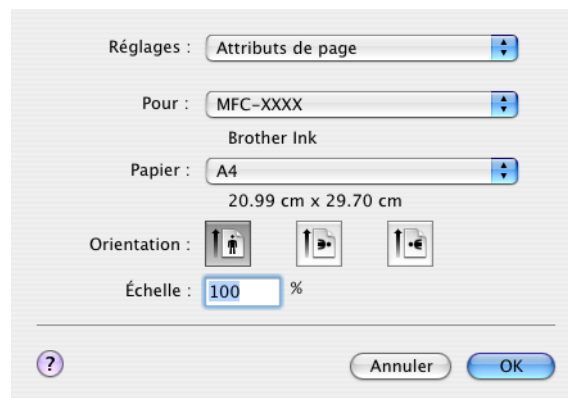 Réglages : Attributs de page
Pour : MFC-XXXX
Brother Ink
Papier : A4
20.99 cm x 29.70 cm
Orientation :
Échelle : 100 %
? Annuler OK